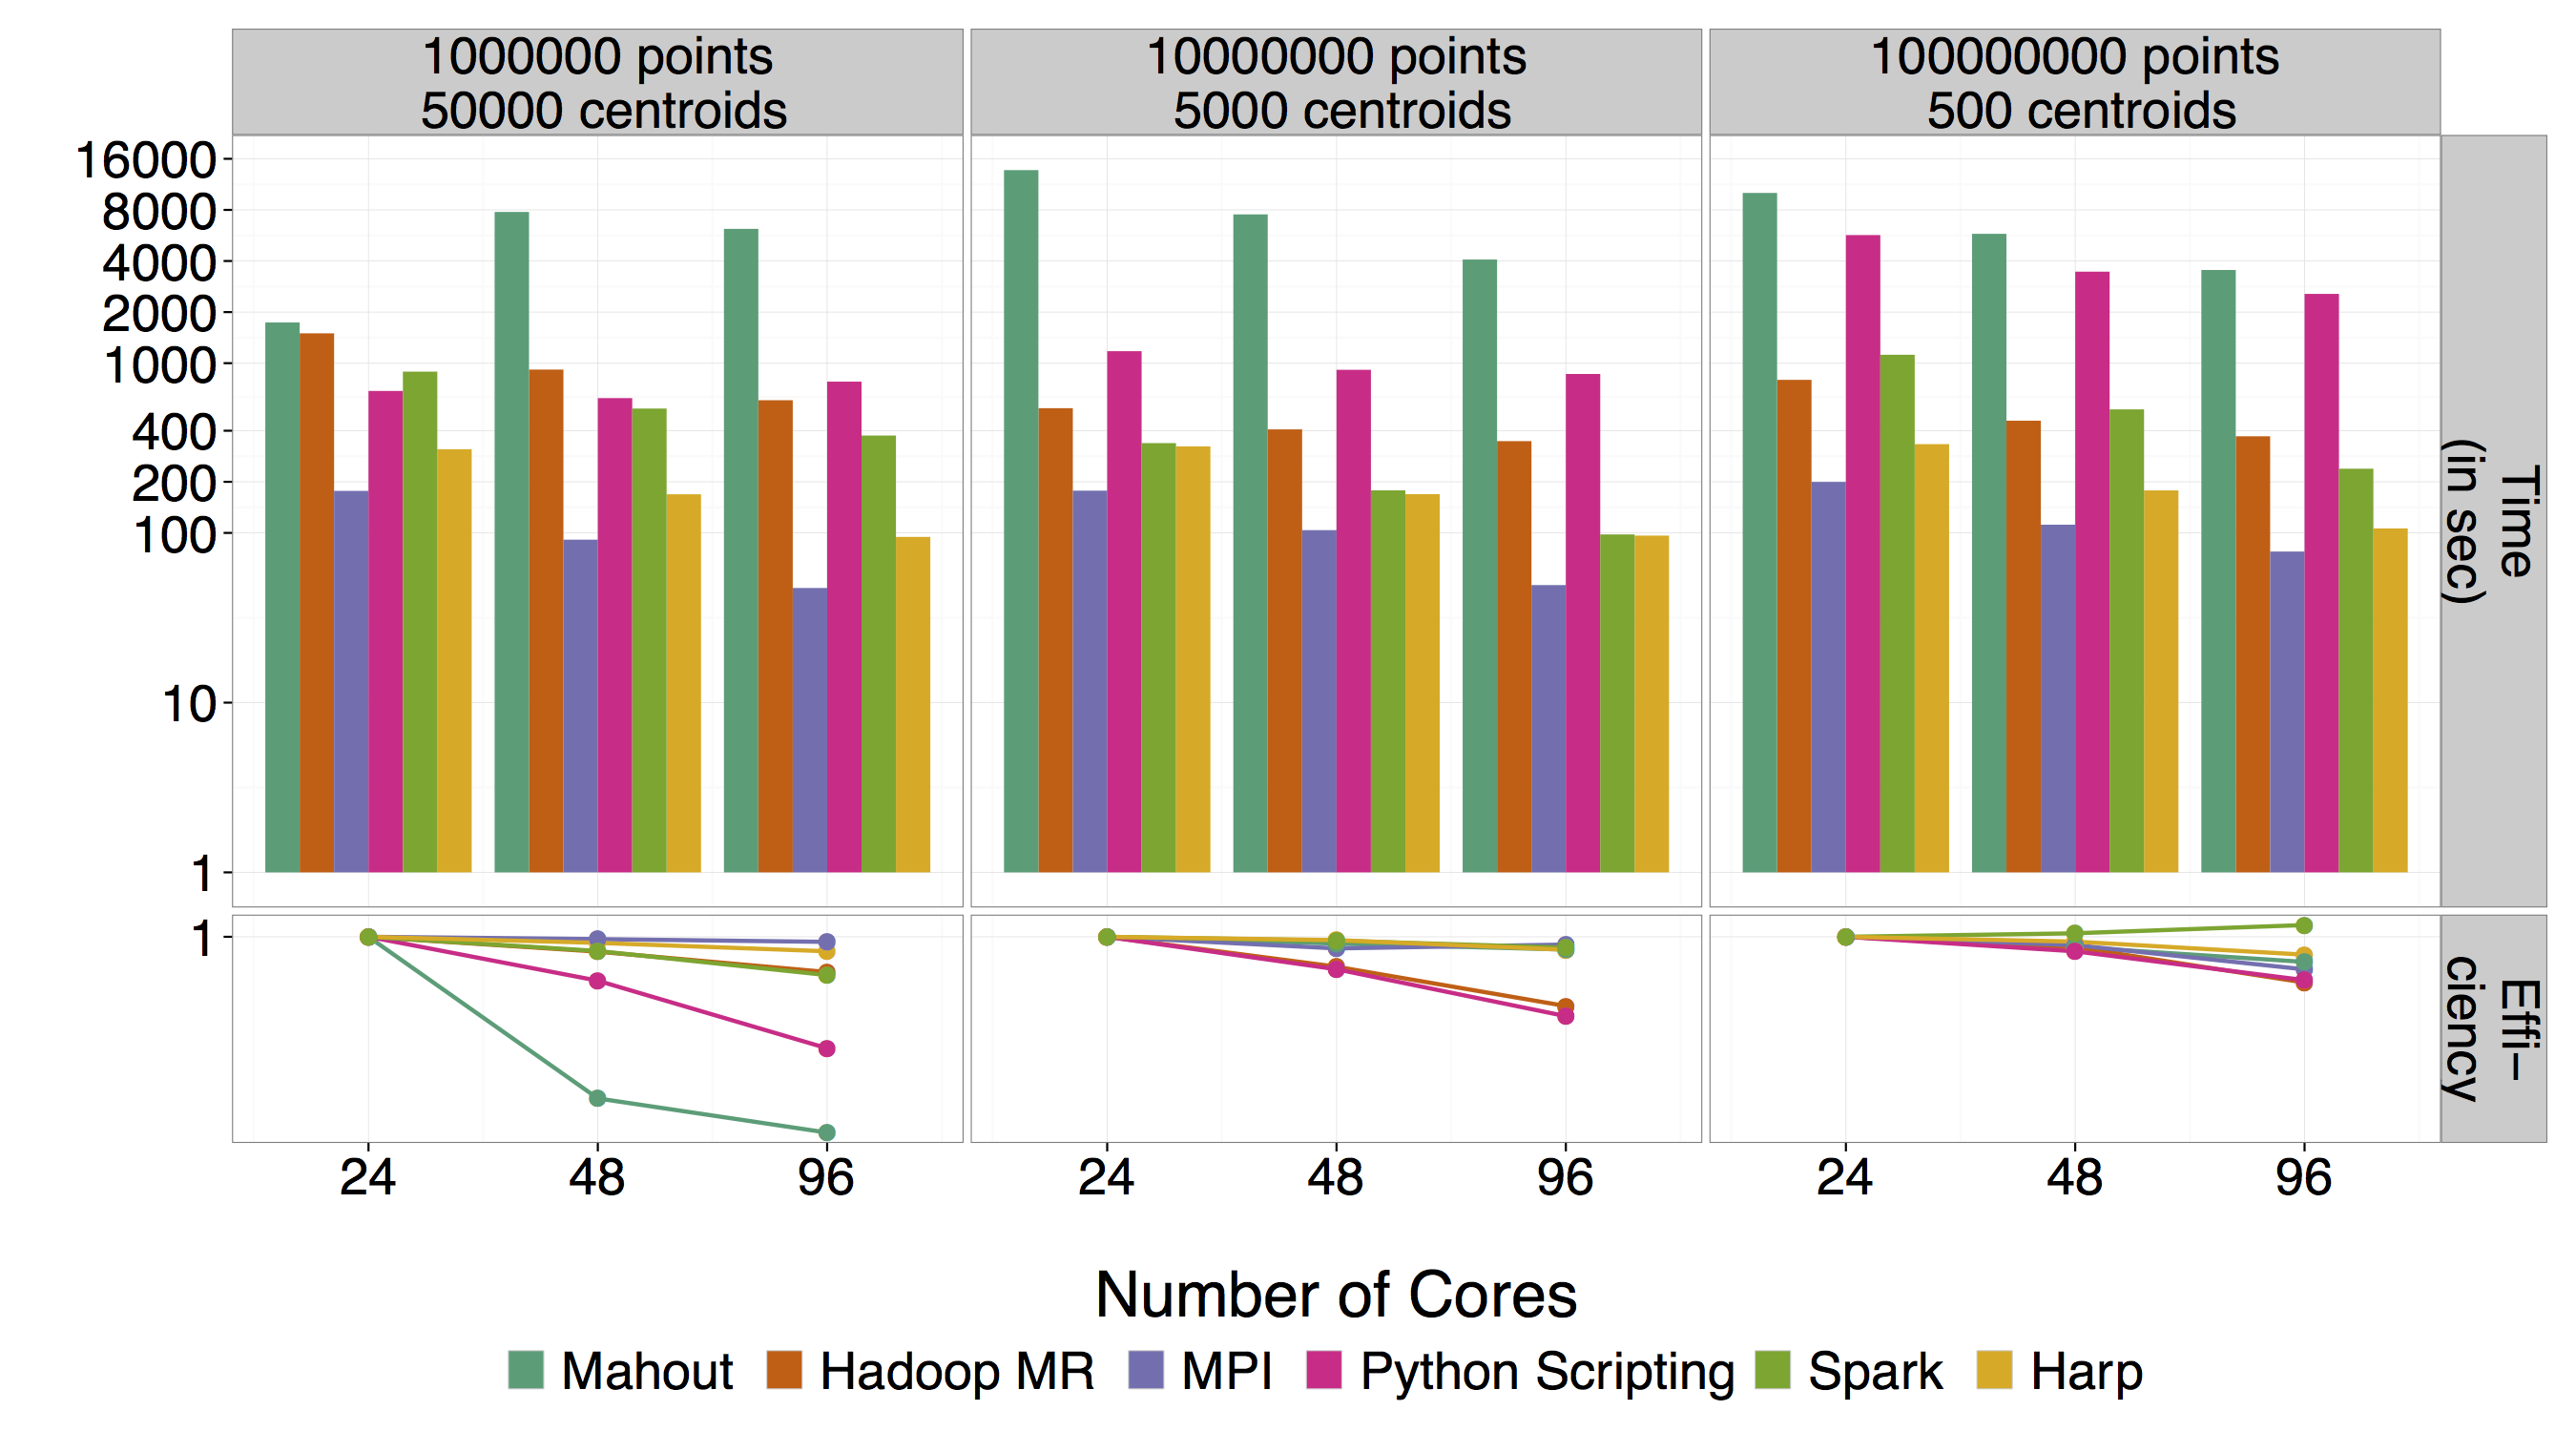 1000000 points
50000 centroids
10000000 points
5000 centroids
100000000 points
500 centroids
16000
8000
4000
2000
1000
400
200
100
10
1
Time
(in sec)
1
Effi–
ciency
24
48
96
24
48
96
24
48
96
Number of Cores
Mahout
Hadoop MR
MPI
Python Scripting
Spark
Harp